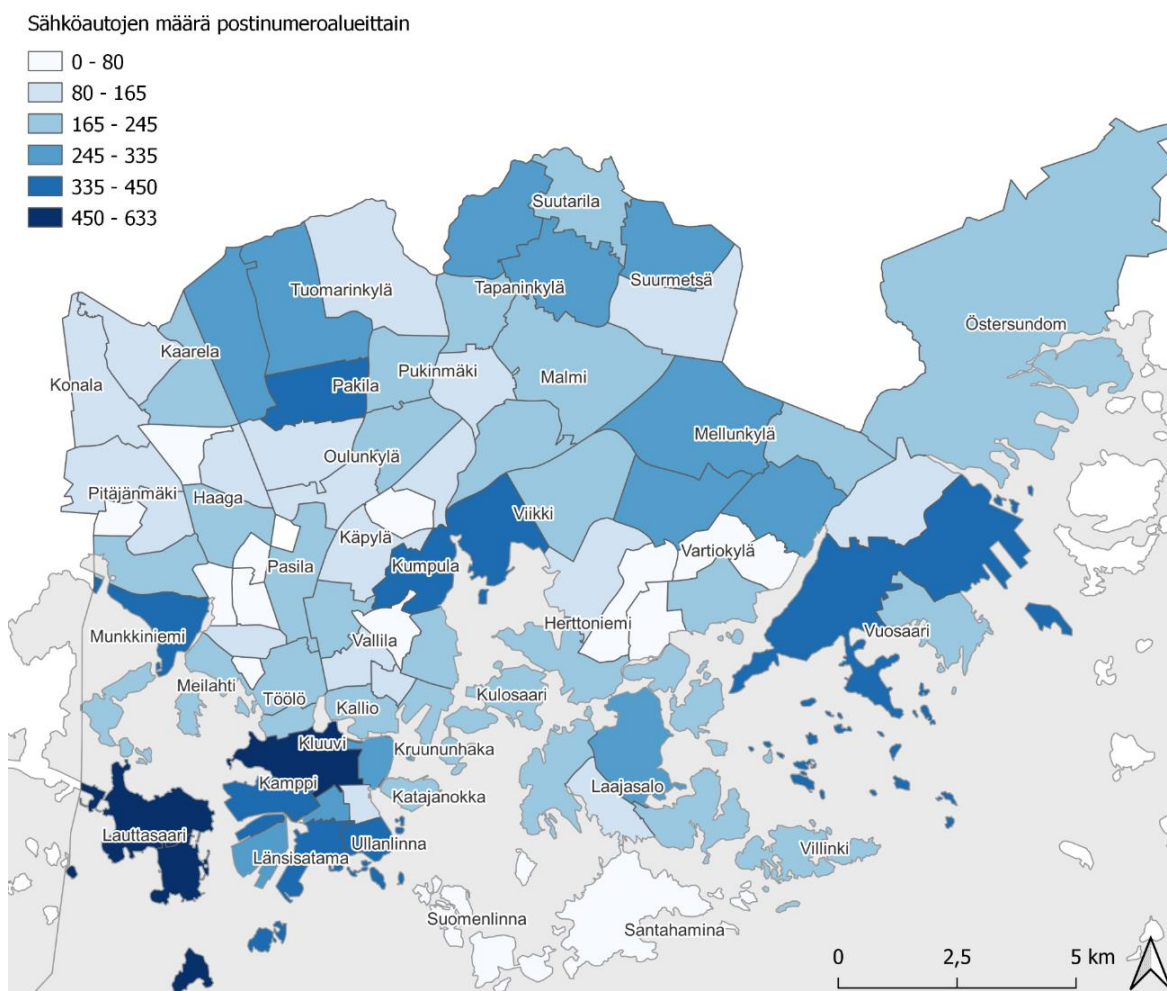 Sähköautojen määrä postinumeroalueittain
0 - 80
80 - 165
165 - 245
245 - 335
335 - 450
450 - 633
Suutarila
Tuomarinkylä
Tapaninkylä
Suurmetsä
Östersundom
Kaarela
Konala
Pakila
Pukinmäki
Malmi
Mellunkylä
Oulunkylä
Pitäjänmäki
Haaga
Viikki
Käpylä
Vartiokylä
Pasila
Kumpula
Munkkiniemi
Vallila
Herttoniemi
Vuosaari
Meilahti
Töölö
Kallio
Kulosaari
Kluuvi
Kruununhaka
Kamppi
Katajanokka
Laajasalo
Lauttasaari
Ullanlinna
Länsisatama
Villinki
Suomenlinna
Santahamina
0 2,5 5 km